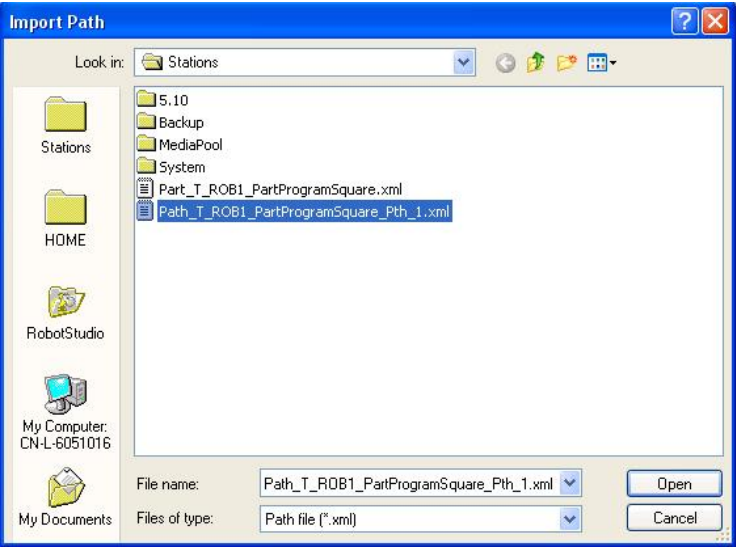 Import Path
Look in:
Stations
Stations
HOME
RobotStudio
My Computer:
CN-L-6051016
My Documents
5.10
Backup
MediaPool
System
Part_T_ROB1_PartProgramSquare.xml
Path_T_ROB1_PartProgramSquare_Pth_1.xml
File name:
Path_T_ROB1_PartProgramSquare_Pth_1.xml
Open
Files of type:
Path file (*.xml)
Cancel